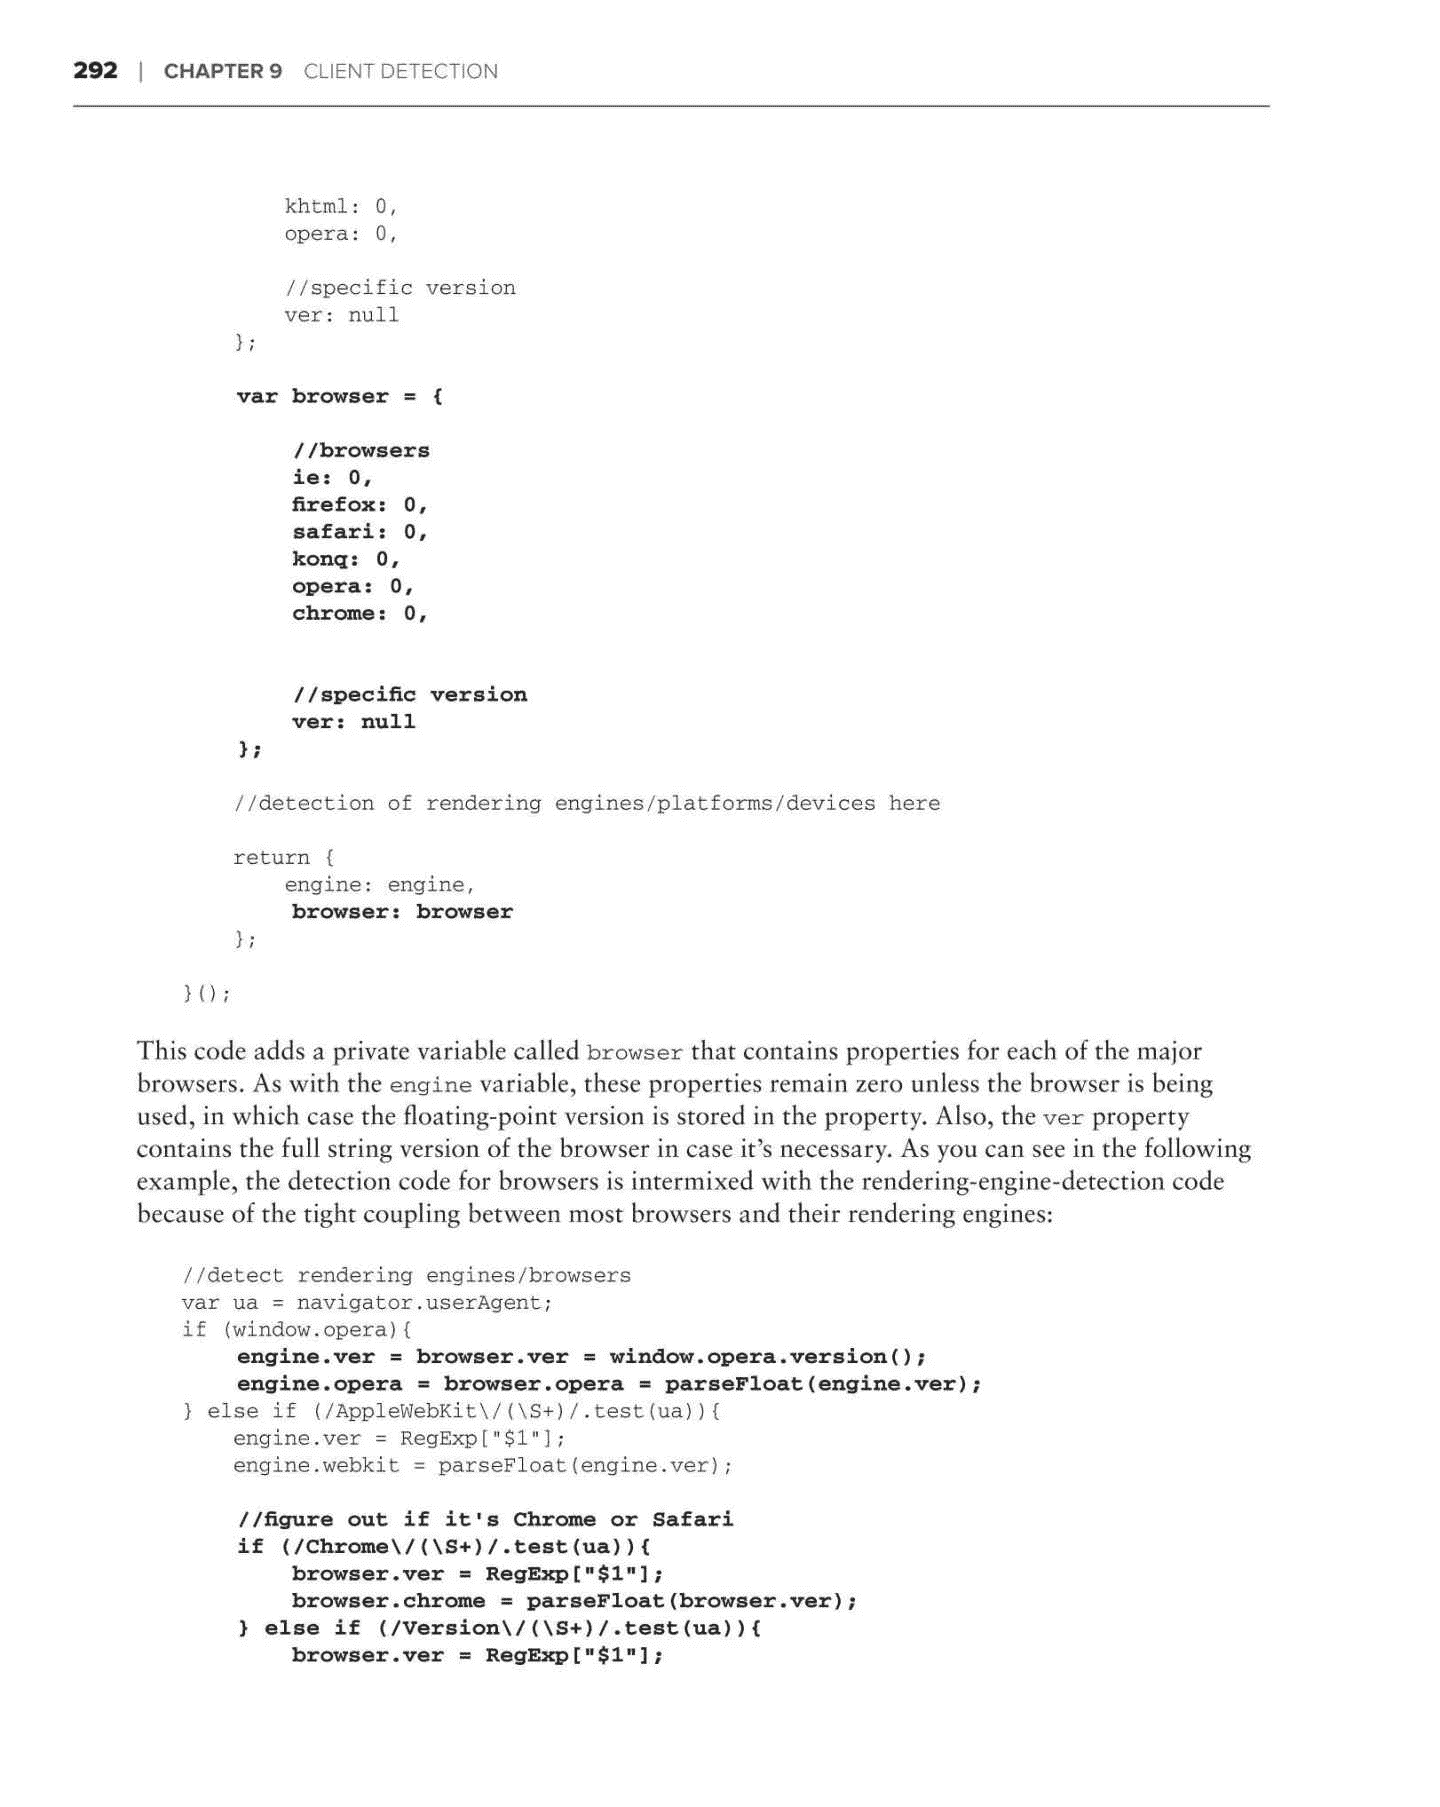 292 | CHAPTER 9 CLIENT DETECTION
khtml: 0,
opera: 0,
//specific version
ver: null
};
var browser = {
//browsers
ie: 0,
firefox: 0,
safari: 0,
konq: 0,
opera: 0,
chrome: 0,
//specific version
ver: null
};
//detection of rendering engines/platforms/devices here
return {
engine: engine,
browser: browser
};
}();
This code adds a private variable called browser that contains properties for each of the major
browsers. As with the engine variable, these properties remain zero unless the browser is being
used, in which case the floating-point version is stored in the property. Also, the ver property
contains the full string version of the browser in case it’s necessary. As you can see in the following
example, the detection code for browsers is intermixed with the rendering-engine-detection code
because of the tight coupling between most browsers and their rendering engines:
//detect rendering engines/browsers
var ua = navigator.userAgent;
if (window.opera){
engine.ver = browser.ver = window.opera.version();
engine.opera = browser.opera = parseFloat(engine.ver);
} else if (/AppleWebKit\/(\S+)/.test(ua)){
engine.ver = RegExp["$1"];
engine.webkit = parseFloat(engine.ver);
//figure out if it's Chrome or Safari
if (/Chrome\/(\S+)/.test(ua)){
browser.ver = RegExp["$1"];
browser.chrome = parseFloat(browser.ver);
} else if (/Version\/(\S+)/.test(ua)){
browser.ver = RegExp["$1"];